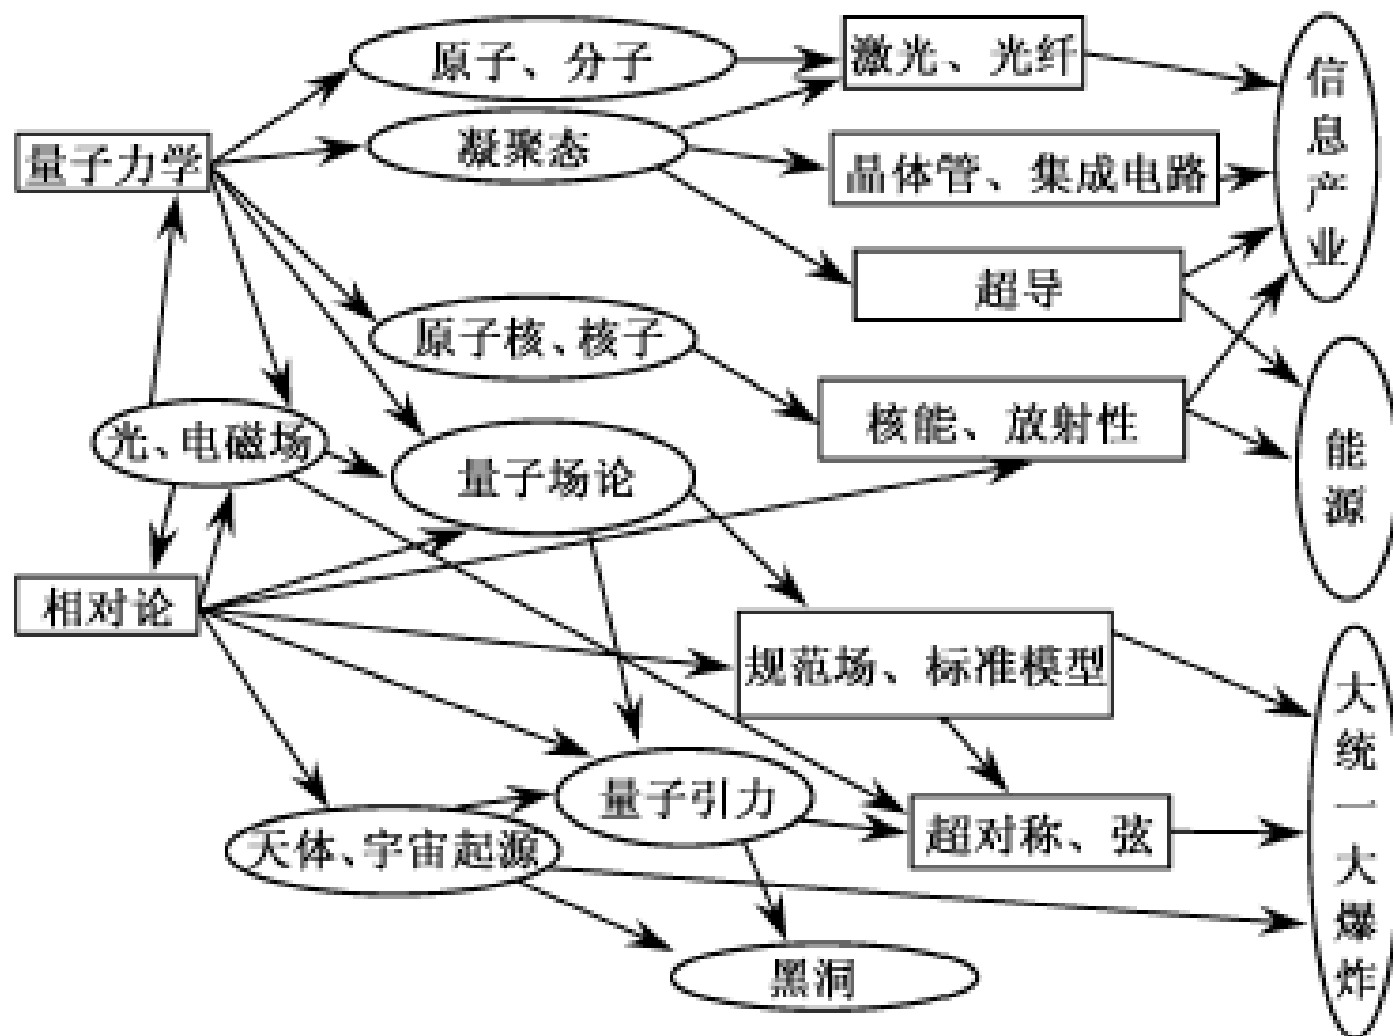 原子、分子
激光、光纤
信息产业
量子力学
凝聚态
晶体管、集成电路
超导
原子核、核子
核能、放射性
能源
光、电磁场
量子场论
相对论
规范场、标准模型
大统一大爆炸
量子引力
超对称、弦
天体、宇宙起源
黑洞